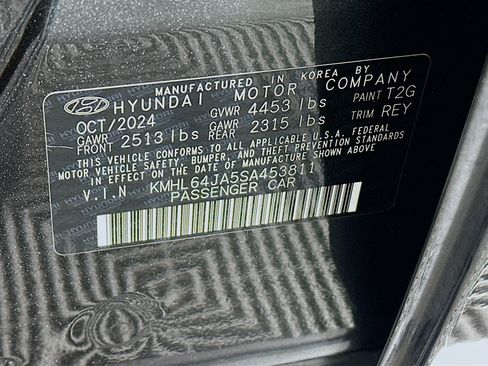 MANUFACTURED IN KOREA BY
HYUNDAI MOTOR COMPANY
OCT/2024 GVWR 4453 lbs PAINT T2G
GAWR FRONT 2513 lbs GAWR REAR 2315 lbs TRIM REY
THIS VEHICLE CONFORMS TO ALL APPLICABLE U.S.A. FEDERAL
MOTOR VEHICLE SAFETY, BUMPER, AND THEFT PREVENTION
STANDARDS IN EFFECT ON THE DATE OF MANUFACTURE SHOWN ABOVE.
V.I.N. KMHL64JA5SA453811
PASSENGER CAR